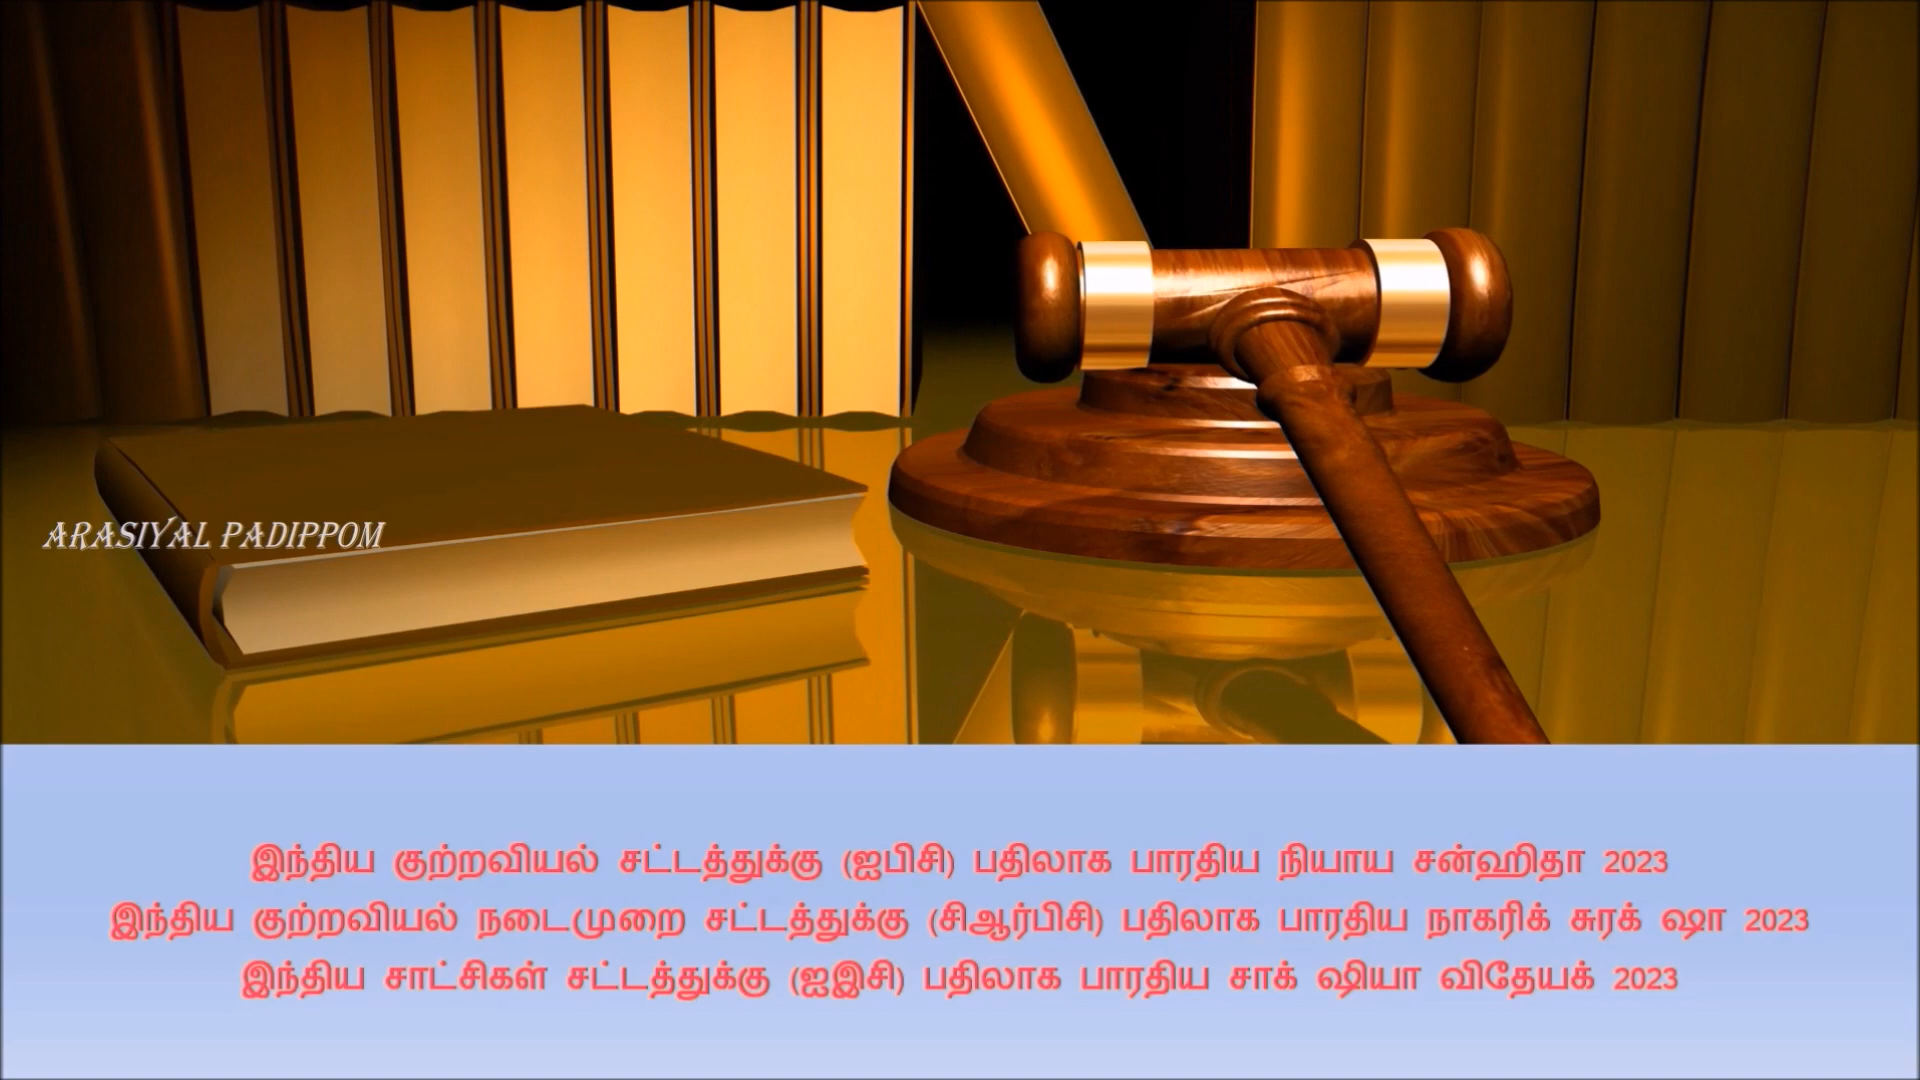 ARASIYAL PADIPPOM
இந்திய குற்றவியல் சட்டத்துக்கு (ஐபிசி) பதிலாக பாரதிய நியாய சன்ஹிதா 2023
இந்திய குற்றவியல் நடைமுறை சட்டத்துக்கு (சிஆர்பிசி) பதிலாக பாரதிய நாகரிக் சுரக் ஷா 2023
இந்திய சாட்சிகள் சட்டத்துக்கு (ஐஇசி) பதிலாக பாரதிய சாக் ஷியா விதேயக் 2023